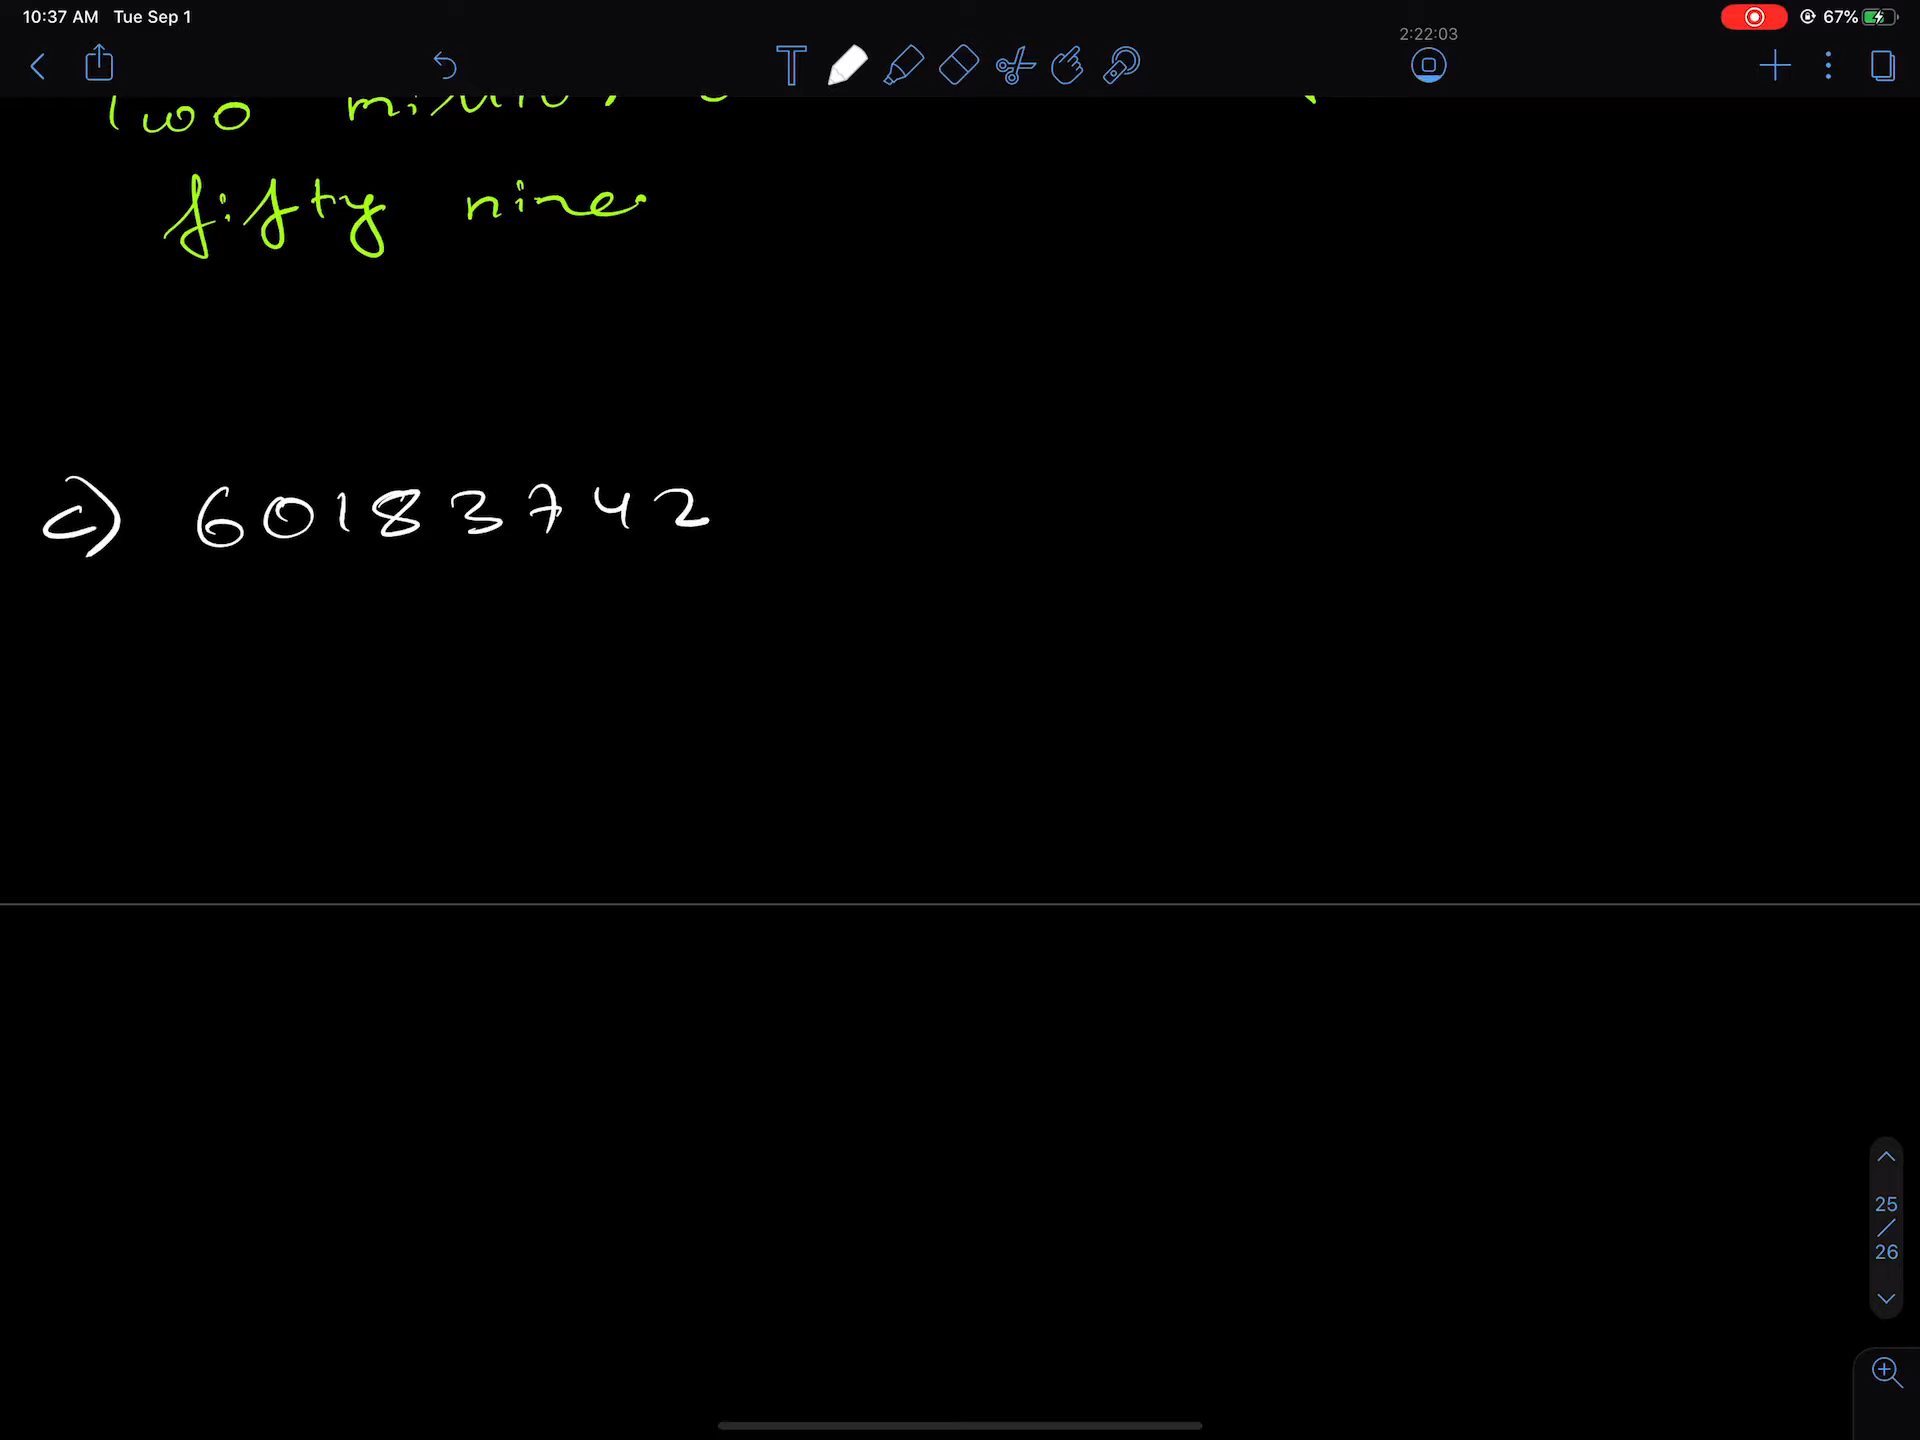 10:37 AM Tue Sep 1
67%
2:22:03
T
two
fifty nine
c) 60183742
25
/
26